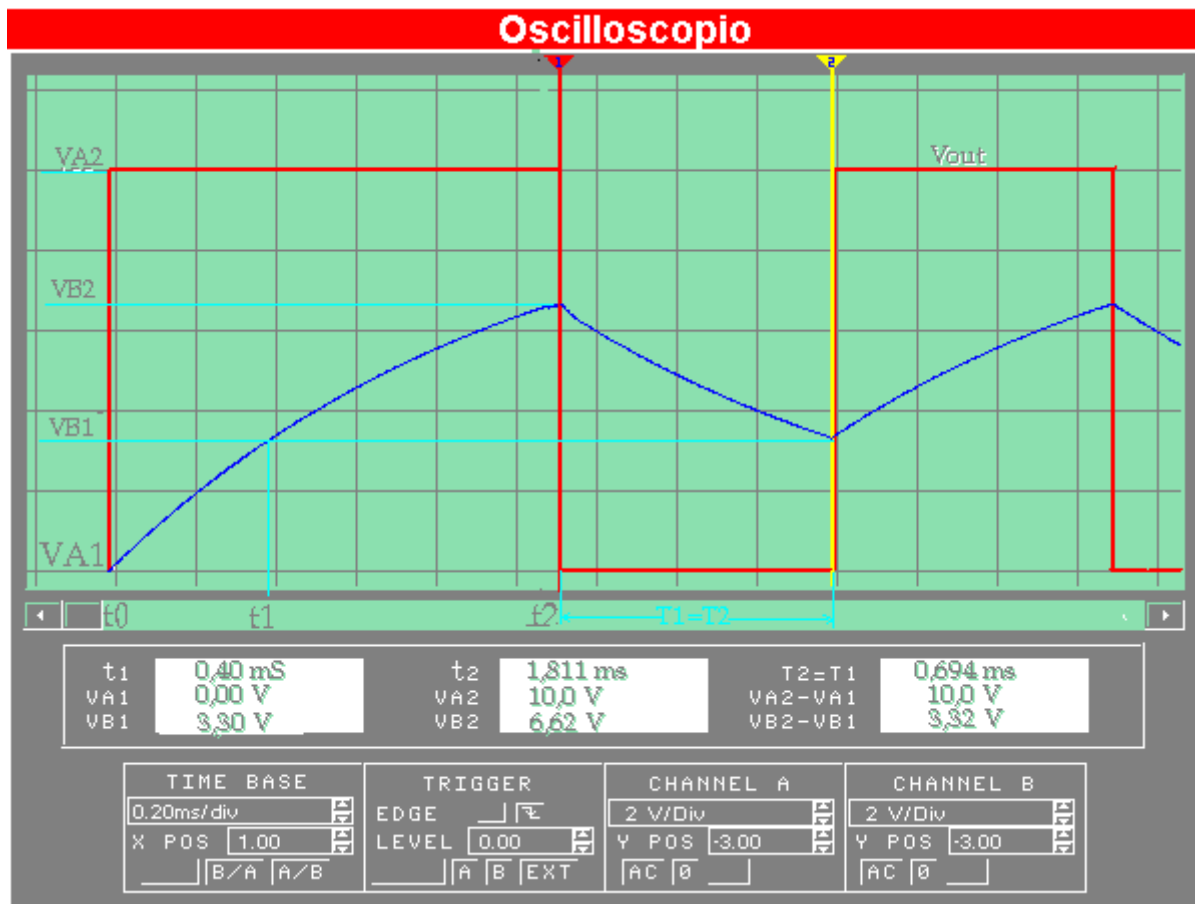 Oscilloscopio
1 2
VA2 Vout
VB2
VB1
VA1
t0 t1 t2 T1=T2
t1 0,40 mS t2 1,811 ms T2=T1 0,694 ms
VA1 0,00 V VA2 10,0 V VA2-VA1 10,0 V
VB1 3,30 V VB2 6,62 V VB2-VB1 3,32 V
TIME BASE TRIGGER CHANNEL A CHANNEL B
0.20ms/div EDGE 2 V/Div 2 V/Div
X POS 1.00 LEVEL 0.00 Y POS -3.00 Y POS -3.00
B/A A/B A B EXT AC 0 AC 0